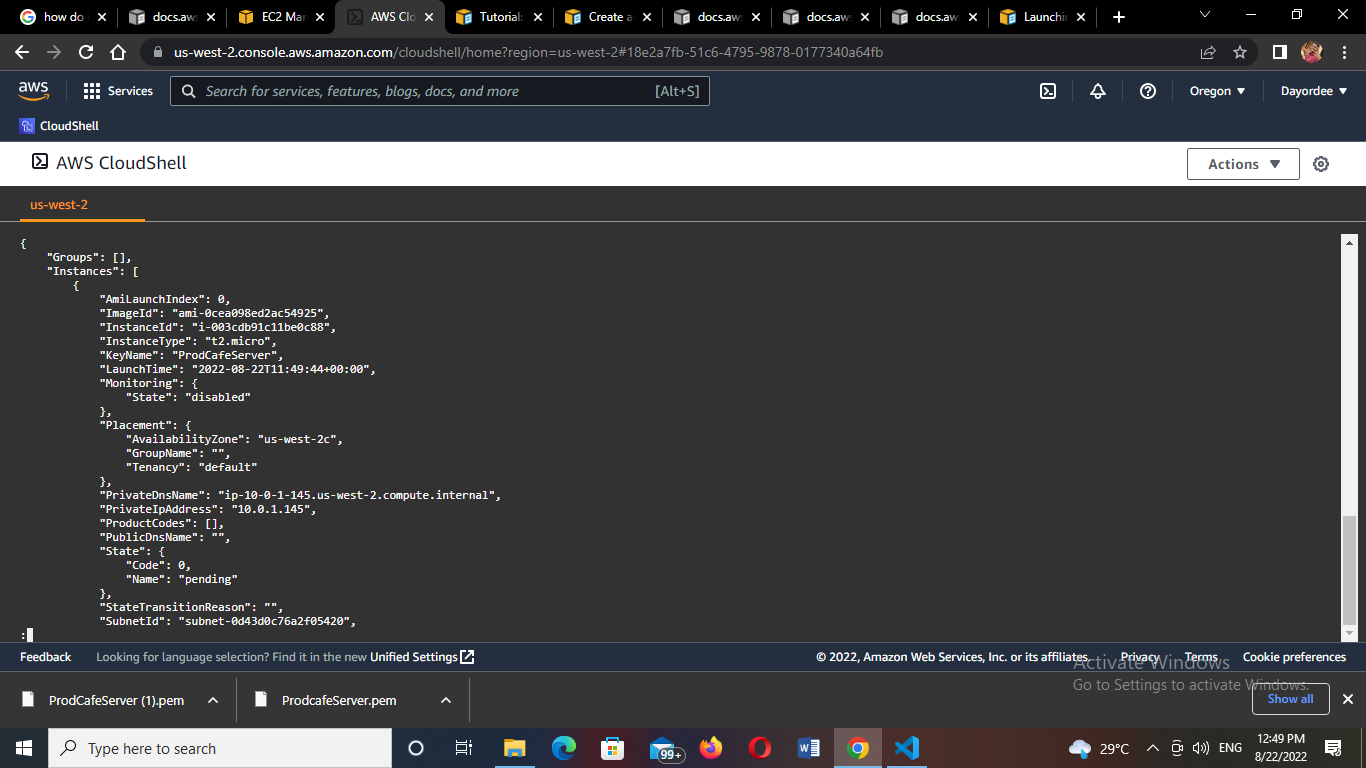 how do
docs.aws
EC2 Mar
AWS Clo
Tutorial:
Create a
docs.aws
docs.aws
docs.aws
Launchi
us-west-2.console.aws.amazon.com/cloudshell/home?region=us-west-2#18e2a7fb-51c6-4795-9878-0177340a64fb
aws
Services
Search for services, features, blogs, docs, and more
[Alt+S]
Oregon
Dayordee
CloudShell
AWS CloudShell
Actions
us-west-2
{
"Groups": [],
"Instances": [
{
"AmiLaunchIndex": 0,
"ImageId": "ami-0cea098ed2ac54925",
"InstanceId": "i-003cdb91c11be0c88",
"InstanceType": "t2.micro",
"KeyName": "ProdCafeServer",
"LaunchTime": "2022-08-22T11:49:44+00:00",
"Monitoring": {
"State": "disabled"
},
"Placement": {
"AvailabilityZone": "us-west-2c",
"GroupName": "",
"Tenancy": "default"
},
"PrivateDnsName": "ip-10-0-1-145.us-west-2.compute.internal",
"PrivateIpAddress": "10.0.1.145",
"ProductCodes": [],
"PublicDnsName": "",
"State": {
"Code": 0,
"Name": "pending"
},
"StateTransitionReason": "",
"SubnetId": "subnet-0d43d0c76a2f05420",
:
Feedback
Looking for language selection? Find it in the new Unified Settings
© 2022, Amazon Web Services, Inc. or its affiliates.
Privacy
Terms
Cookie preferences
Activate Windows
Go to Settings to activate Windows.
ProdCafeServer (1).pem
ProdcafeServer.pem
Show all
Type here to search
99+
29°C
ENG
12:49 PM
8/22/2022